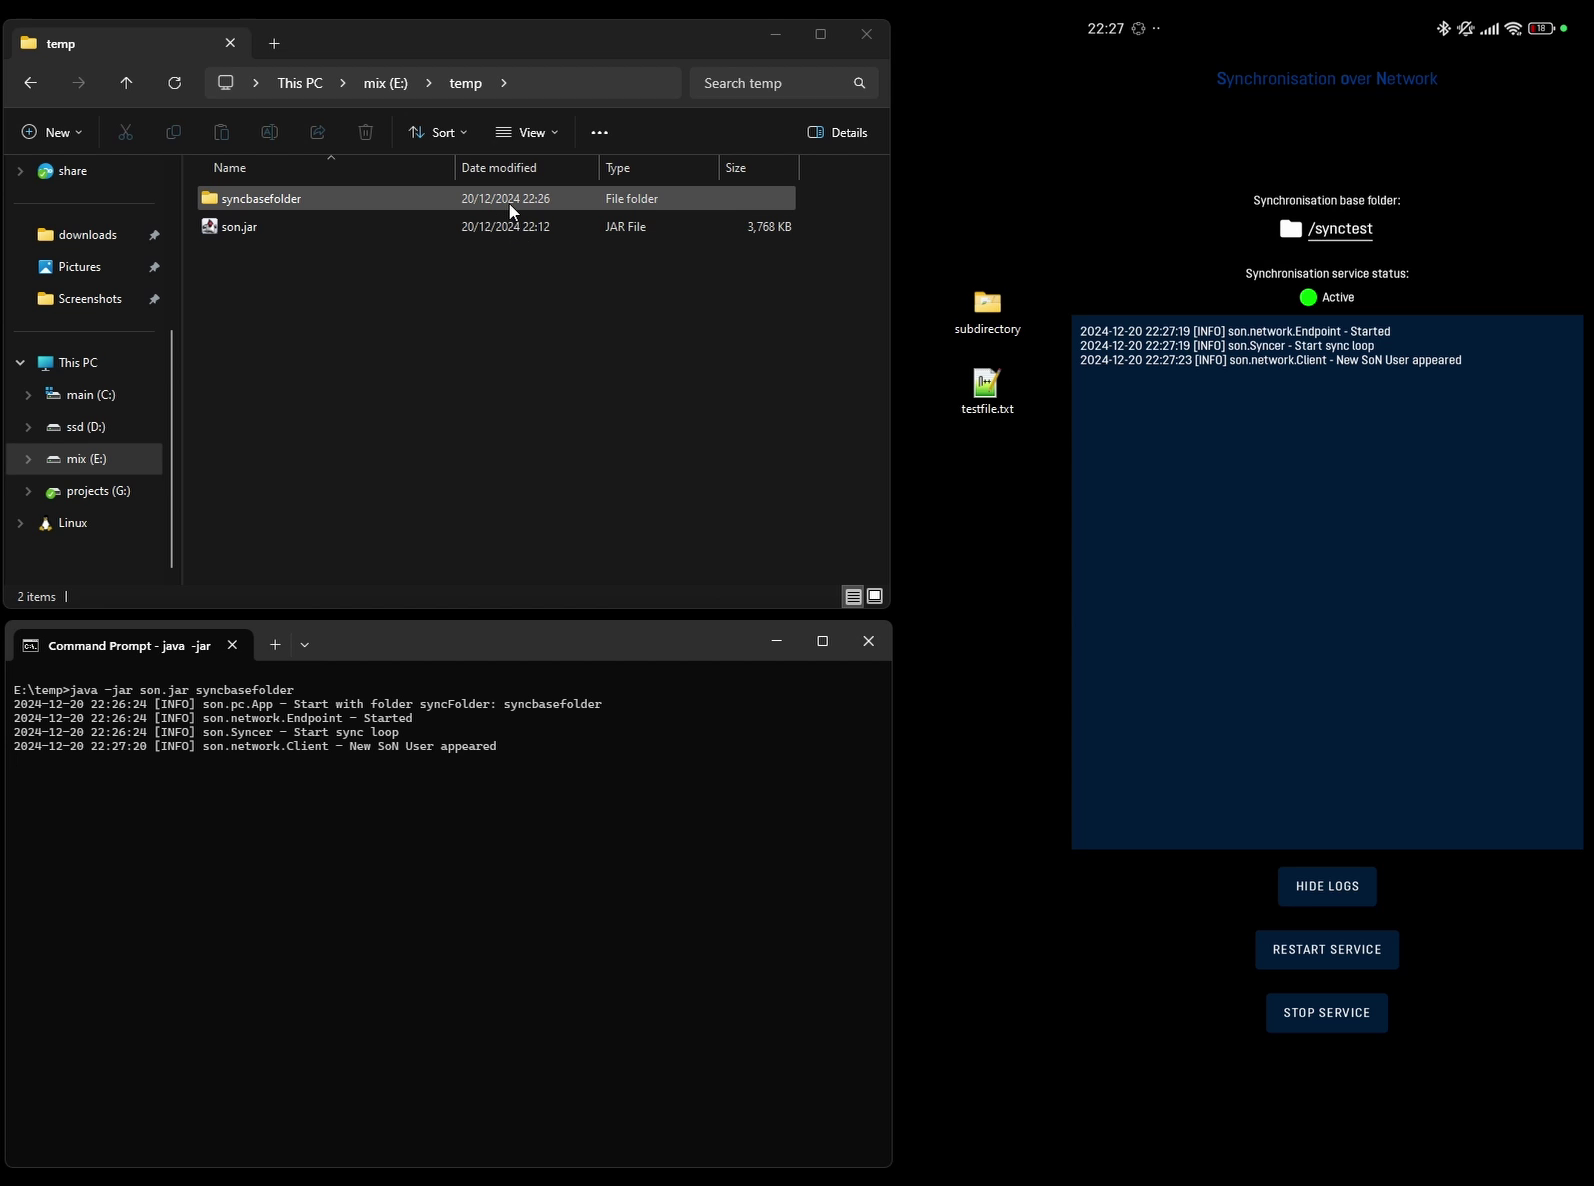 temp
This PC
mix (E:)
temp
Search temp
New
Sort
View
Details
Name
Date modified
Type
Size
share
syncbasefolder
20/12/2024 22:26
File folder
son.jar
20/12/2024 22:12
JAR File
3,768 KB
downloads
Pictures
Screenshots
This PC
main (C:)
ssd (D:)
mix (E:)
projects (G:)
Linux
2 items
Command Prompt - java -jar
E:\temp>java -jar son.jar syncbasefolder
2024-12-20 22:26:24 [INFO] son.pc.App - Start with folder syncFolder: syncbasefolder
2024-12-20 22:26:24 [INFO] son.network.Endpoint - Started
2024-12-20 22:26:24 [INFO] son.Syncer - Start sync loop
2024-12-20 22:27:20 [INFO] son.network.Client - New SoN User appeared
subdirectory
testfile.txt
22:27
18
Synchronisation over Network
Synchronisation base folder:
/synctest
Synchronisation service status:
Active
2024-12-20 22:27:19 [INFO] son.network.Endpoint - Started
2024-12-20 22:27:19 [INFO] son.Syncer - Start sync loop
2024-12-20 22:27:23 [INFO] son.network.Client - New SoN User appeared
HIDE LOGS
RESTART SERVICE
STOP SERVICE